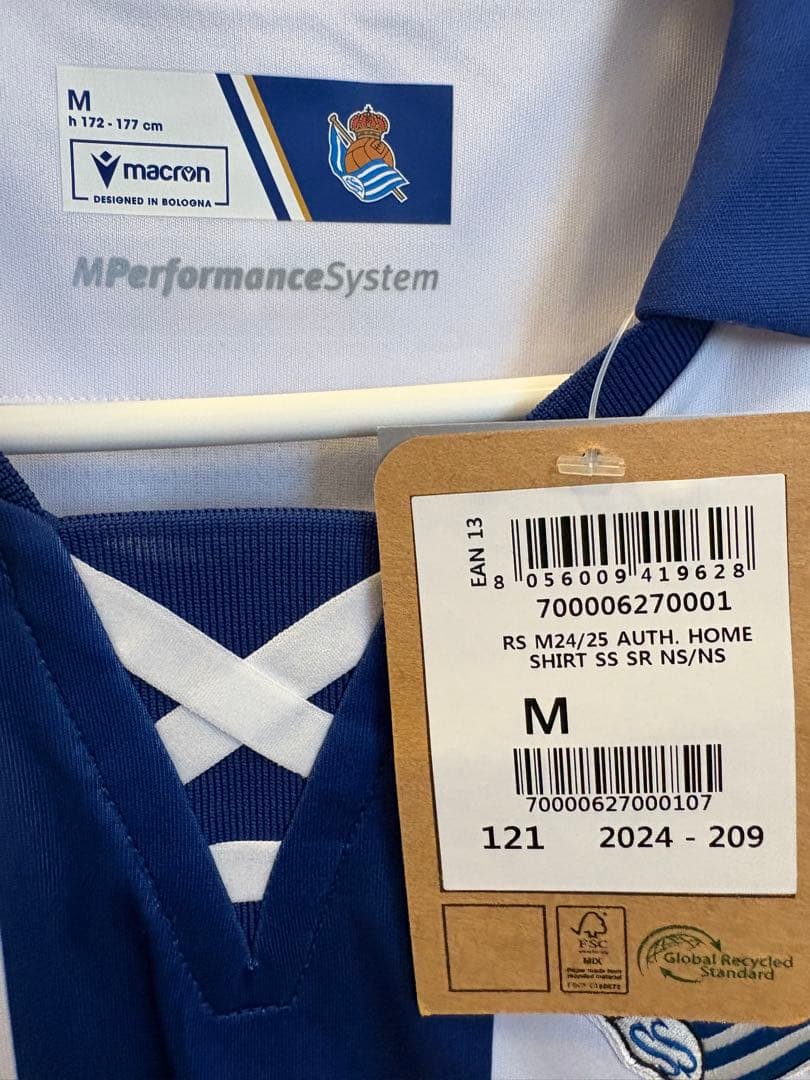 M
h 172 - 177 cm
macron
DESIGNED IN BOLOGNA
MPerformanceSystem
EAN 13
8 056009 419628
700006270001
RS M24/25 AUTH. HOME
SHIRT SS SR NS/NS
M
70000627000107
121 2024 - 209
FSC
MIX
Global Recycled
Standard